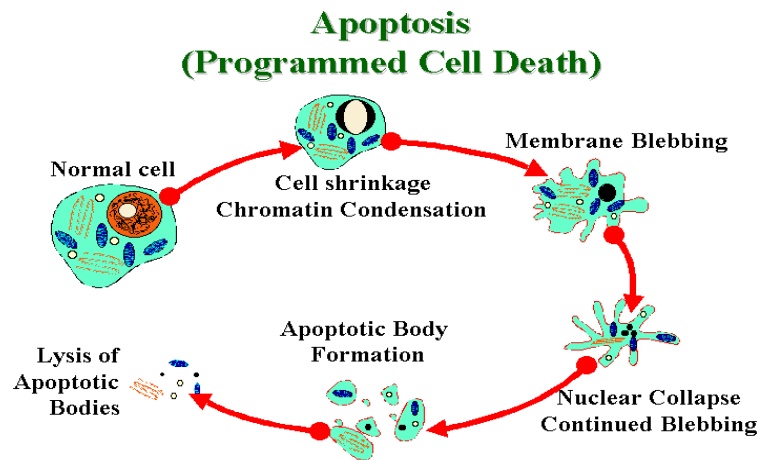 Apoptosis
(Programmed Cell Death)
Normal cell
Cell shrinkage
Chromatin Condensation
Membrane Blebbing
Nuclear Collapse
Continued Blebbing
Apoptotic Body
Formation
Lysis of
Apoptotic
Bodies